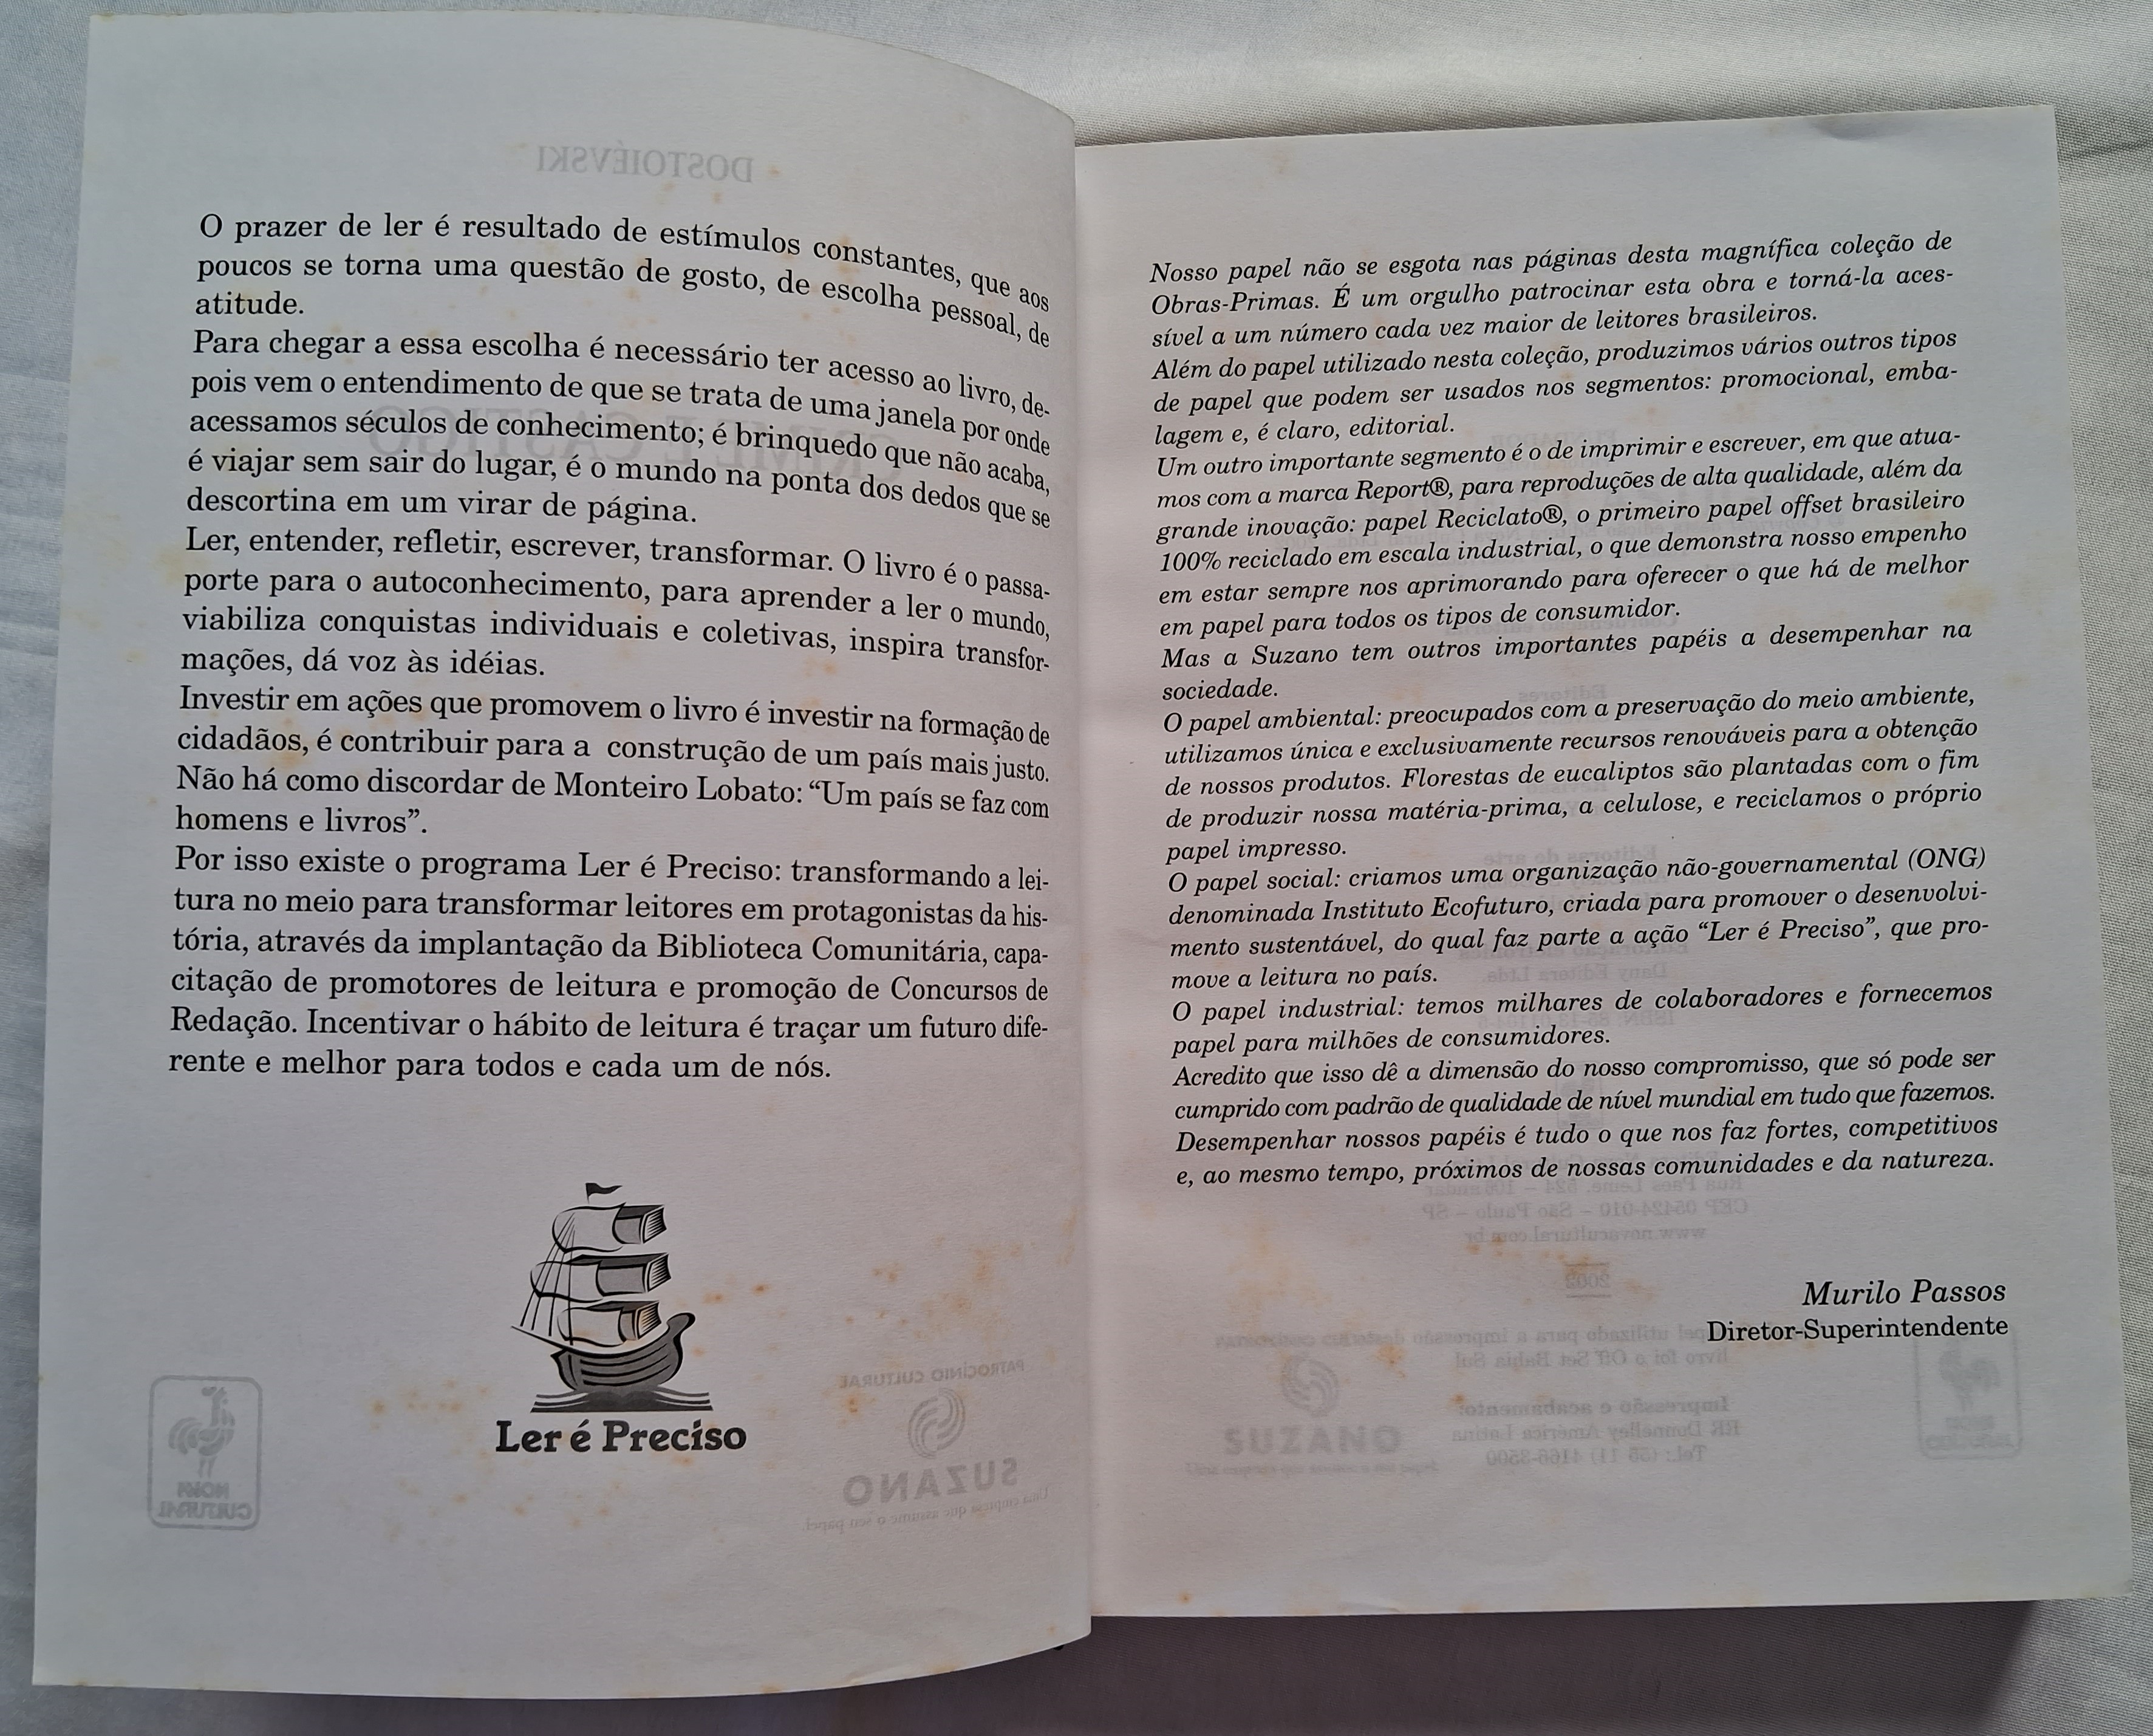 O prazer de ler é resultado de estímulos constantes, que aos
poucos se torna uma questão de gosto, de escolha pessoal, de
atitude.
Para chegar a essa escolha é necessário ter acesso ao livro, de-
pois vem o entendimento de que se trata de uma janela por onde
acessamos séculos de conhecimento; é brinquedo que não acaba,
é viajar sem sair do lugar, é o mundo na ponta dos dedos que se
descortina em um virar de página.
Ler, entender, refletir, escrever, transformar. O livro é o passa-
porte para o autoconhecimento, para aprender a ler o mundo,
viabiliza conquistas individuais e coletivas, inspira transfor-
mações, dá voz às idéias.
Investir em ações que promovem o livro é investir na formação de
cidadãos, é contribuir para a construção de um país mais justo.
Não há como discordar de Monteiro Lobato: “Um país se faz com
homens e livros”.
Por isso existe o programa Ler é Preciso: transformando a lei-
tura no meio para transformar leitores em protagonistas da his-
tória, através da implantação da Biblioteca Comunitária, capa-
citação de promotores de leitura e promoção de Concursos de
Redação. Incentivar o hábito de leitura é traçar um futuro dife-
rente e melhor para todos e cada um de nós.
Ler é Preciso
DOSTOIÉVSKI
PATROCÍNIO CULTURAL
SUZANO
Uma empresa que assume o seu papel.
NOVA
CULTURAL
Nosso papel não se esgota nas páginas desta magnífica coleção de
Obras-Primas. É um orgulho patrocinar esta obra e torná-la aces-
sível a um número cada vez maior de leitores brasileiros.
Além do papel utilizado nesta coleção, produzimos vários outros tipos
de papel que podem ser usados nos segmentos: promocional, emba-
lagem e, é claro, editorial.
Um outro importante segmento é o de imprimir e escrever, em que atua-
mos com a marca Report®, para reproduções de alta qualidade, além da
grande inovação: papel Reciclato®, o primeiro papel offset brasileiro
100% reciclado em escala industrial, o que demonstra nosso empenho
em estar sempre nos aprimorando para oferecer o que há de melhor
em papel para todos os tipos de consumidor.
Mas a Suzano tem outros importantes papéis a desempenhar na
sociedade.
O papel ambiental: preocupados com a preservação do meio ambiente,
utilizamos única e exclusivamente recursos renováveis para a obtenção
de nossos produtos. Florestas de eucaliptos são plantadas com o fim
de produzir nossa matéria-prima, a celulose, e reciclamos o próprio
papel impresso.
O papel social: criamos uma organização não-governamental (ONG)
denominada Instituto Ecofuturo, criada para promover o desenvolvi-
mento sustentável, do qual faz parte a ação “Ler é Preciso”, que pro-
move a leitura no país.
O papel industrial: temos milhares de colaboradores e fornecemos
papel para milhões de consumidores.
Acredito que isso dê a dimensão do nosso compromisso, que só pode ser
cumprido com padrão de qualidade de nível mundial em tudo que fazemos.
Desempenhar nossos papéis é tudo o que nos faz fortes, competitivos
e, ao mesmo tempo, próximos de nossas comunidades e da natureza.
Murilo Passos
Diretor-Superintendente